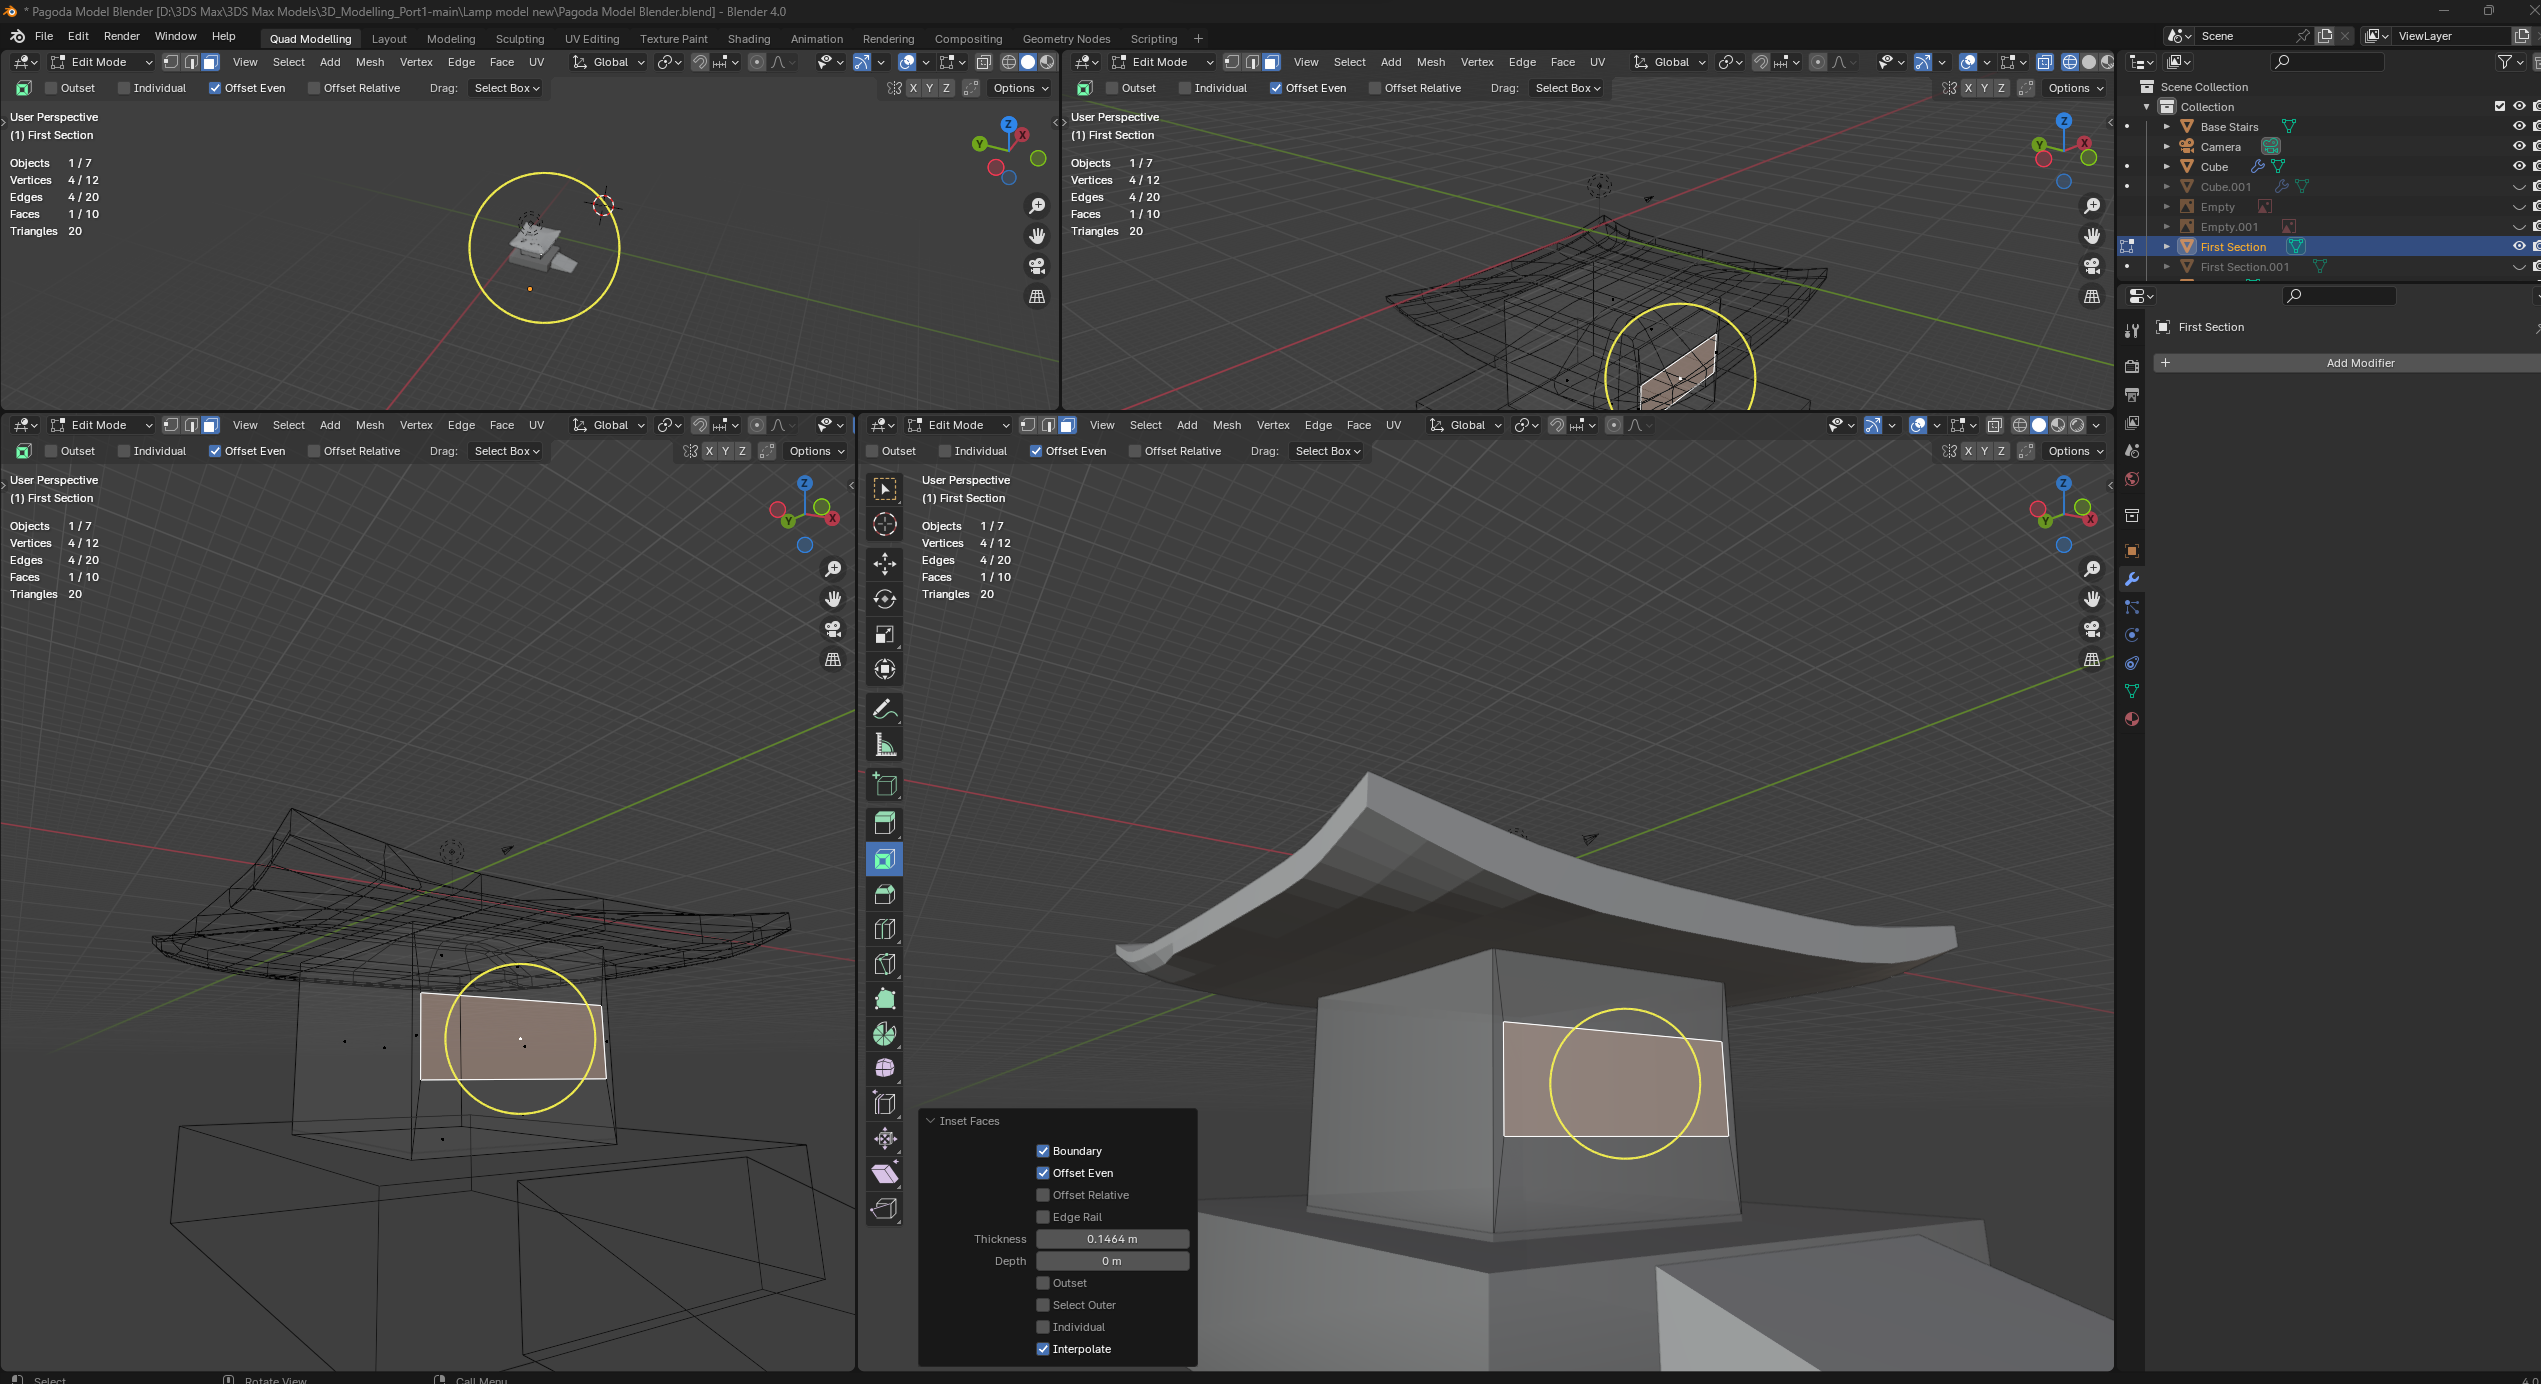 * Pagoda Model Blender [D:\3DS Max\3DS Max Models\3D_Modelling_Port1-main\Lamp model new\Pagoda Model Blender.blend] - Blender 4.0
File Edit Render Window Help Quad Modelling Layout Modeling Sculpting UV Editing Texture Paint Shading Animation Rendering Compositing Geometry Nodes Scripting + Scene ViewLayer
Edit Mode View Select Add Mesh Vertex Edge Face UV Global
Outset Individual Offset Even Offset Relative Drag: Select Box X Y Z Options
User Perspective
(1) First Section
Objects 1 / 7
Vertices 4 / 12
Edges 4 / 20
Faces 1 / 10
Triangles 20
Z
X
Y
Edit Mode View Select Add Mesh Vertex Edge Face UV Global
Outset Individual Offset Even Offset Relative Drag: Select Box X Y Z Options
User Perspective
(1) First Section
Objects 1 / 7
Vertices 4 / 12
Edges 4 / 20
Faces 1 / 10
Triangles 20
Z
Y X
Scene Collection
Collection
Base Stairs
Camera
Cube
Cube.001
Empty
Empty.001
First Section
First Section.001
First Section
+ Add Modifier
Edit Mode View Select Add Mesh Vertex Edge Face UV Global
Outset Individual Offset Even Offset Relative Drag: Select Box X Y Z Options
User Perspective
(1) First Section
Objects 1 / 7
Vertices 4 / 12
Edges 4 / 20
Faces 1 / 10
Triangles 20
Z
Y X
Edit Mode View Select Add Mesh Vertex Edge Face UV Global
Outset Individual Offset Even Offset Relative Drag: Select Box X Y Z Options
User Perspective
(1) First Section
Objects 1 / 7
Vertices 4 / 12
Edges 4 / 20
Faces 1 / 10
Triangles 20
Z
Y X
Inset Faces
Boundary
Offset Even
Offset Relative
Edge Rail
Thickness 0.1464 m
Depth 0 m
Outset
Select Outer
Individual
Interpolate
Select Rotate View Call Menu